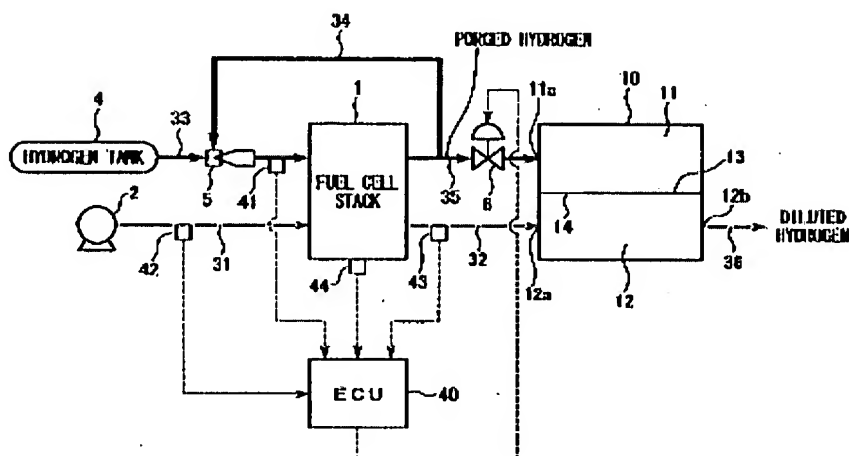 34
PURGED HYDROGEN
1
11a
10
11
4
33
HYDROGEN TANK
5
41
FUEL CELL
STACK
35
6
13
14
12b
2
42
31
44
43
32
12a
12
DILUTED
HYDROGEN
36
ECU
40